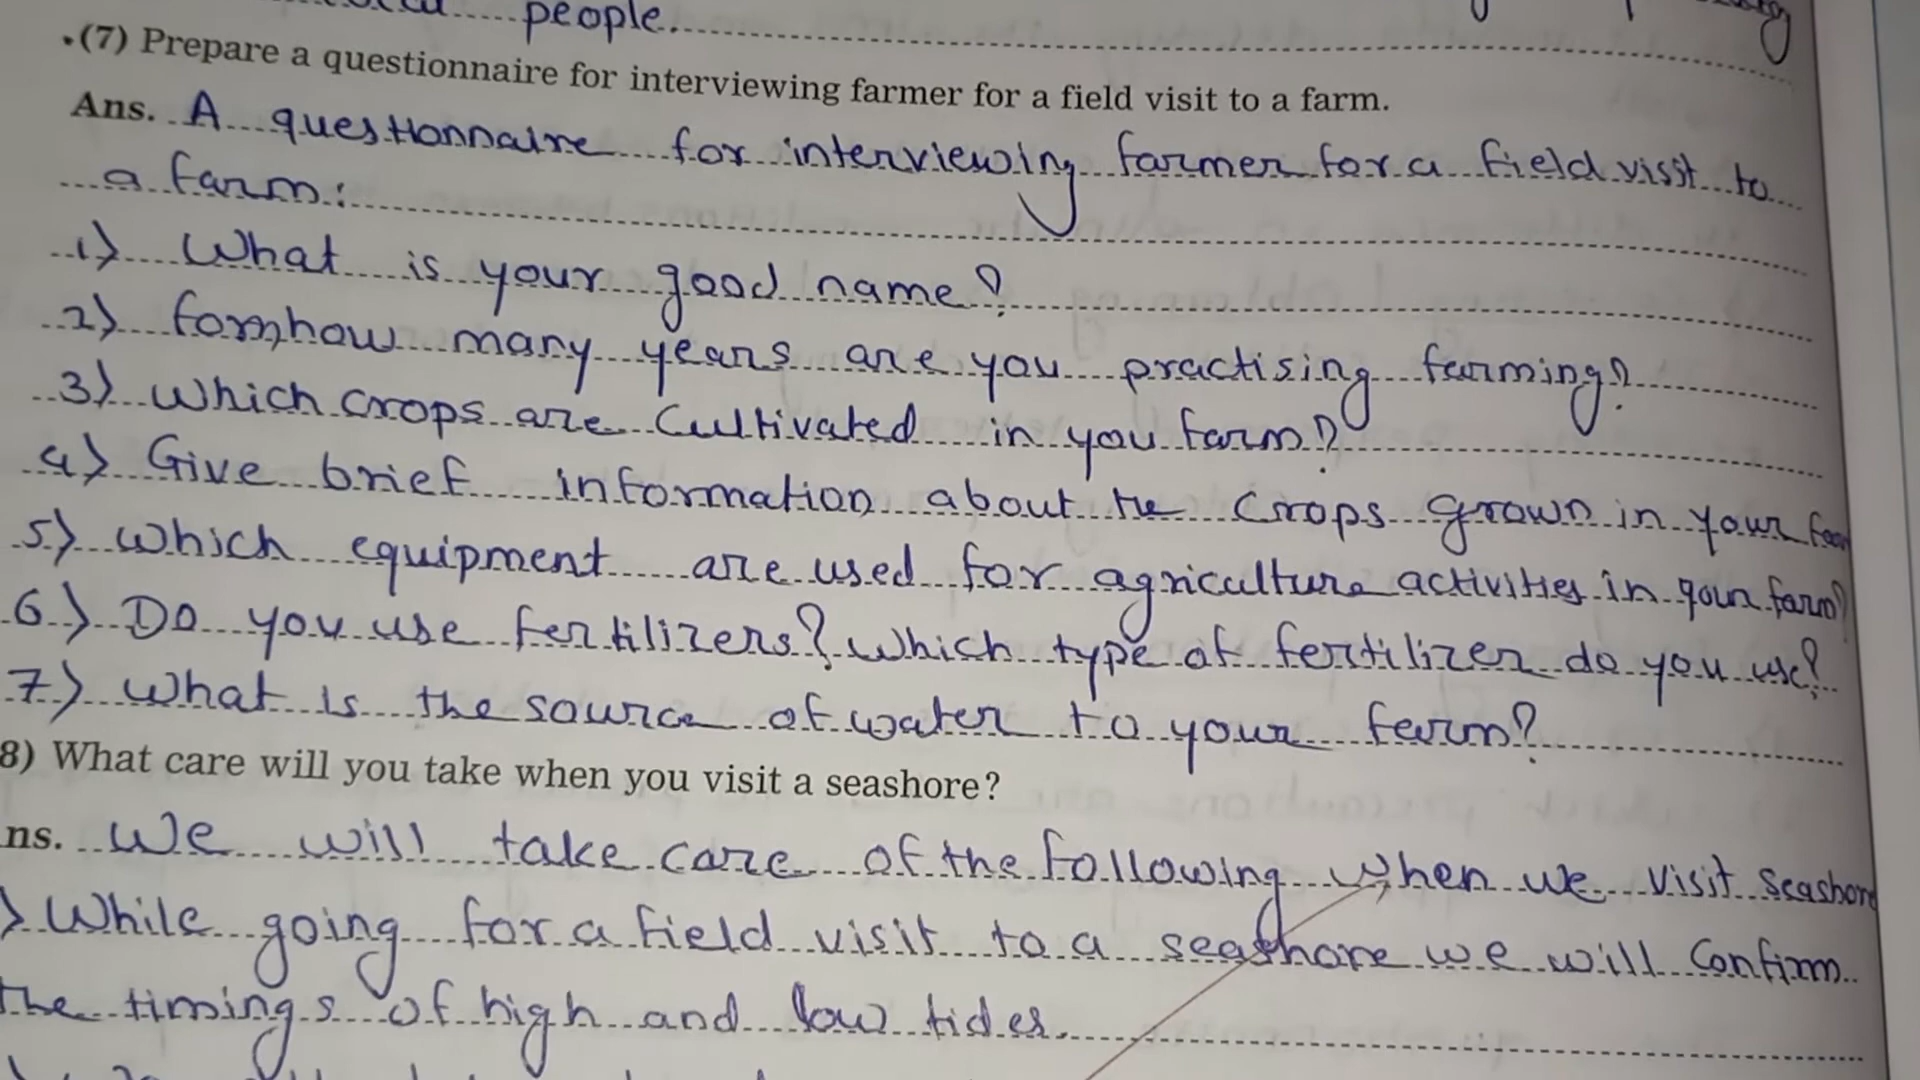 people.
(7) Prepare a questionnaire for interviewing farmer for a field visit to a farm.
Ans. A questionnaire for interviewing farmer for a field visit to
a farm:
1) What is your good name?
2) how many years are you practising farming?
3) Which crops are Cultivated in you farm?
4) Give brief information about the Crops grown in your
5) Which equipment are used for agriculture activities in your farm?
6) Do you use fertilizers? Which type of fertilizer do you use?
7) What is the source of water to your farm?
8) What care will you take when you visit a seashore?
ns. We will take care of the following when we visit Seashore
While going for a field visit to a seashore we will Confirm
the timings of high and low tides.